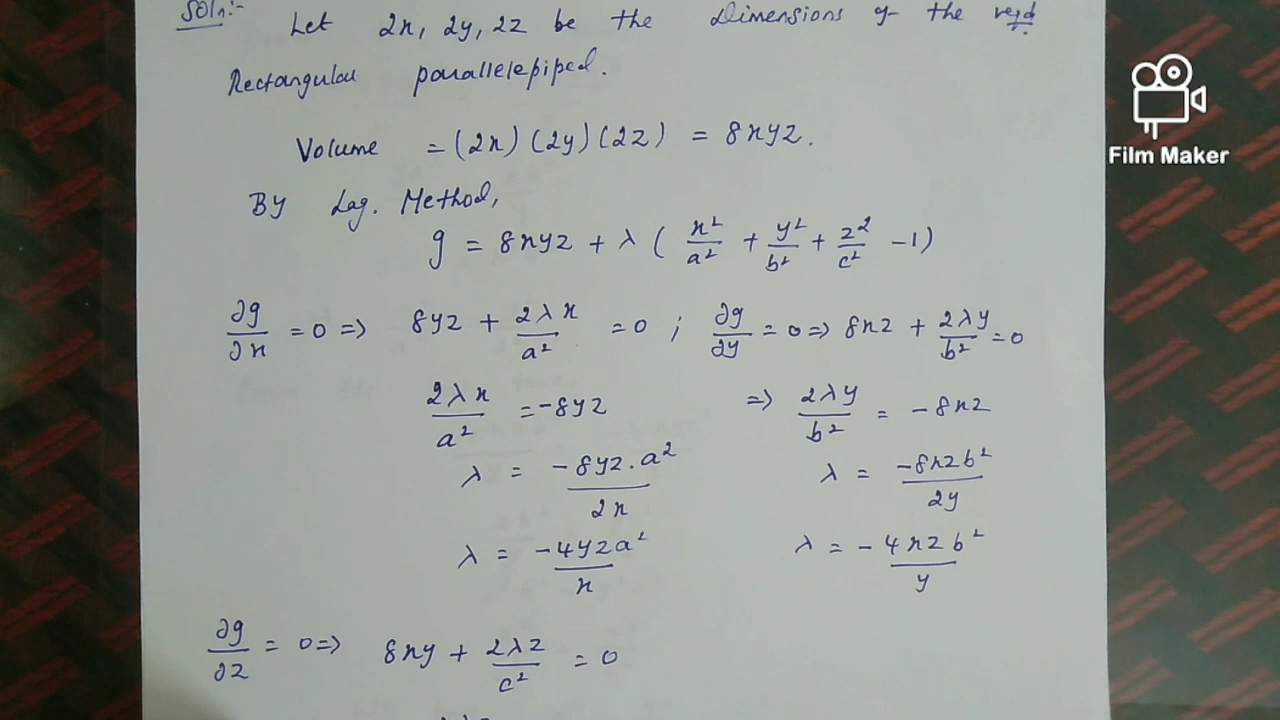 Soln:-
Let 2x, 2y, 2z be the Dimensions of the reqd
Rectangular parallelepiped.
Volume = (2x) (2y) (2z) = 8xyz.
By Lag. Method,
g = 8xyz + λ ( x²/a² + y²/b² + z²/c² - 1)
∂g/∂x = 0 => 8yz + 2λx/a² = 0 ; ∂g/∂y = 0 => 8xz + 2λy/b² = 0
2λx/a² = -8yz => 2λy/b² = -8xz
λ = -8yz.a²/2x λ = -8xzb²/2y
λ = -4yza²/x λ = -4xzb²/y
∂g/∂z = 0 => 8xy + 2λz/c² = 0
Film Maker